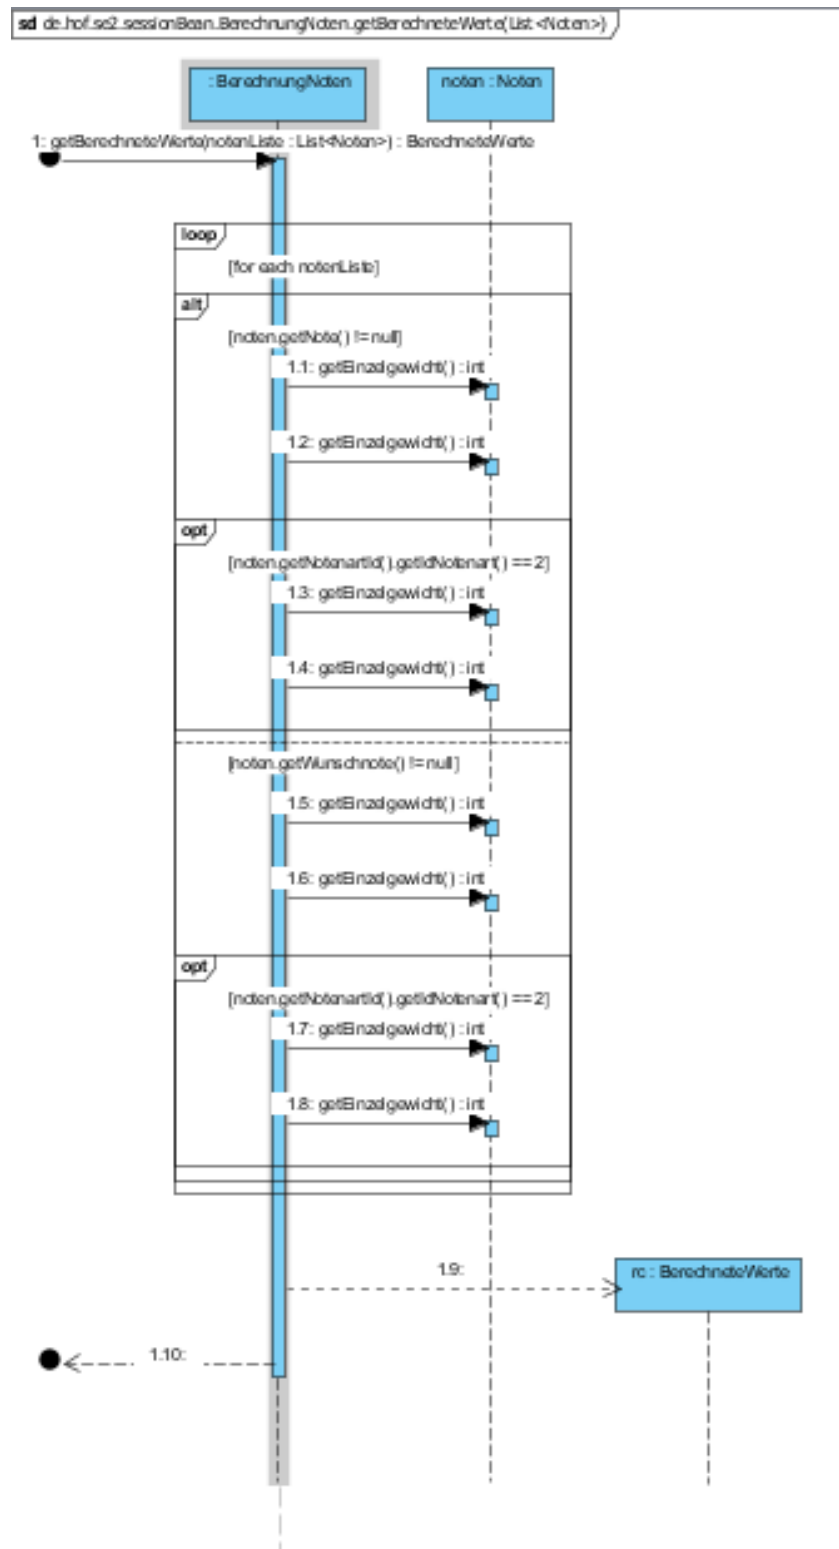 sd de.hof.se2.sessionBean.BerechnungNoten.getBerechneteWerte(List<Noten>)
: BerechnungNoten
noten : Noten
1: getBerechneteWerte(notenListe : List<Noten>) : BerechneteWerte
loop
[for each notenListe]
alt
[noten.getNote() != null]
1.1: getEinzelgewicht() : int
1.2: getEinzelgewicht() : int
opt
[noten.getNotenartId().getIdNotenart() == 2]
1.3: getEinzelgewicht() : int
1.4: getEinzelgewicht() : int
[noten.getWunschnote() != null]
1.5: getEinzelgewicht() : int
1.6: getEinzelgewicht() : int
opt
[noten.getNotenartId().getIdNotenart() == 2]
1.7: getEinzelgewicht() : int
1.8: getEinzelgewicht() : int
1.9:
rc : BerechneteWerte
1.10: